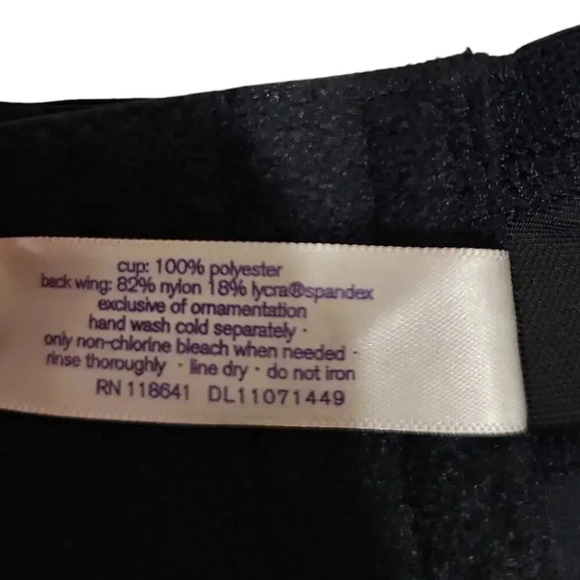 cup: 100% polyester
back wing: 82% nylon 18% lycra®spandex
exclusive of ornamentation
hand wash cold separately ·
only non-chlorine bleach when needed ·
rinse thoroughly · line dry · do not iron
RN 118641 DL11071449